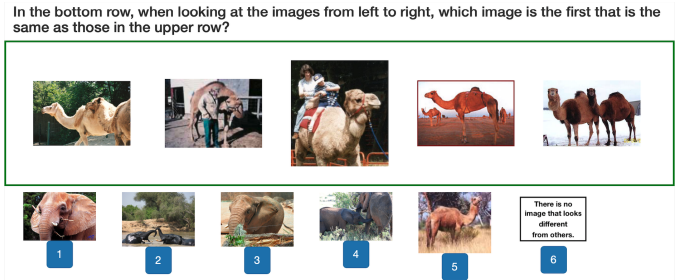 In the bottom row, when looking at the images from left to right, which image is the first that is the
same as those in the upper row?
1
2
3
4
5
There is no
image that looks
different
from others.
6